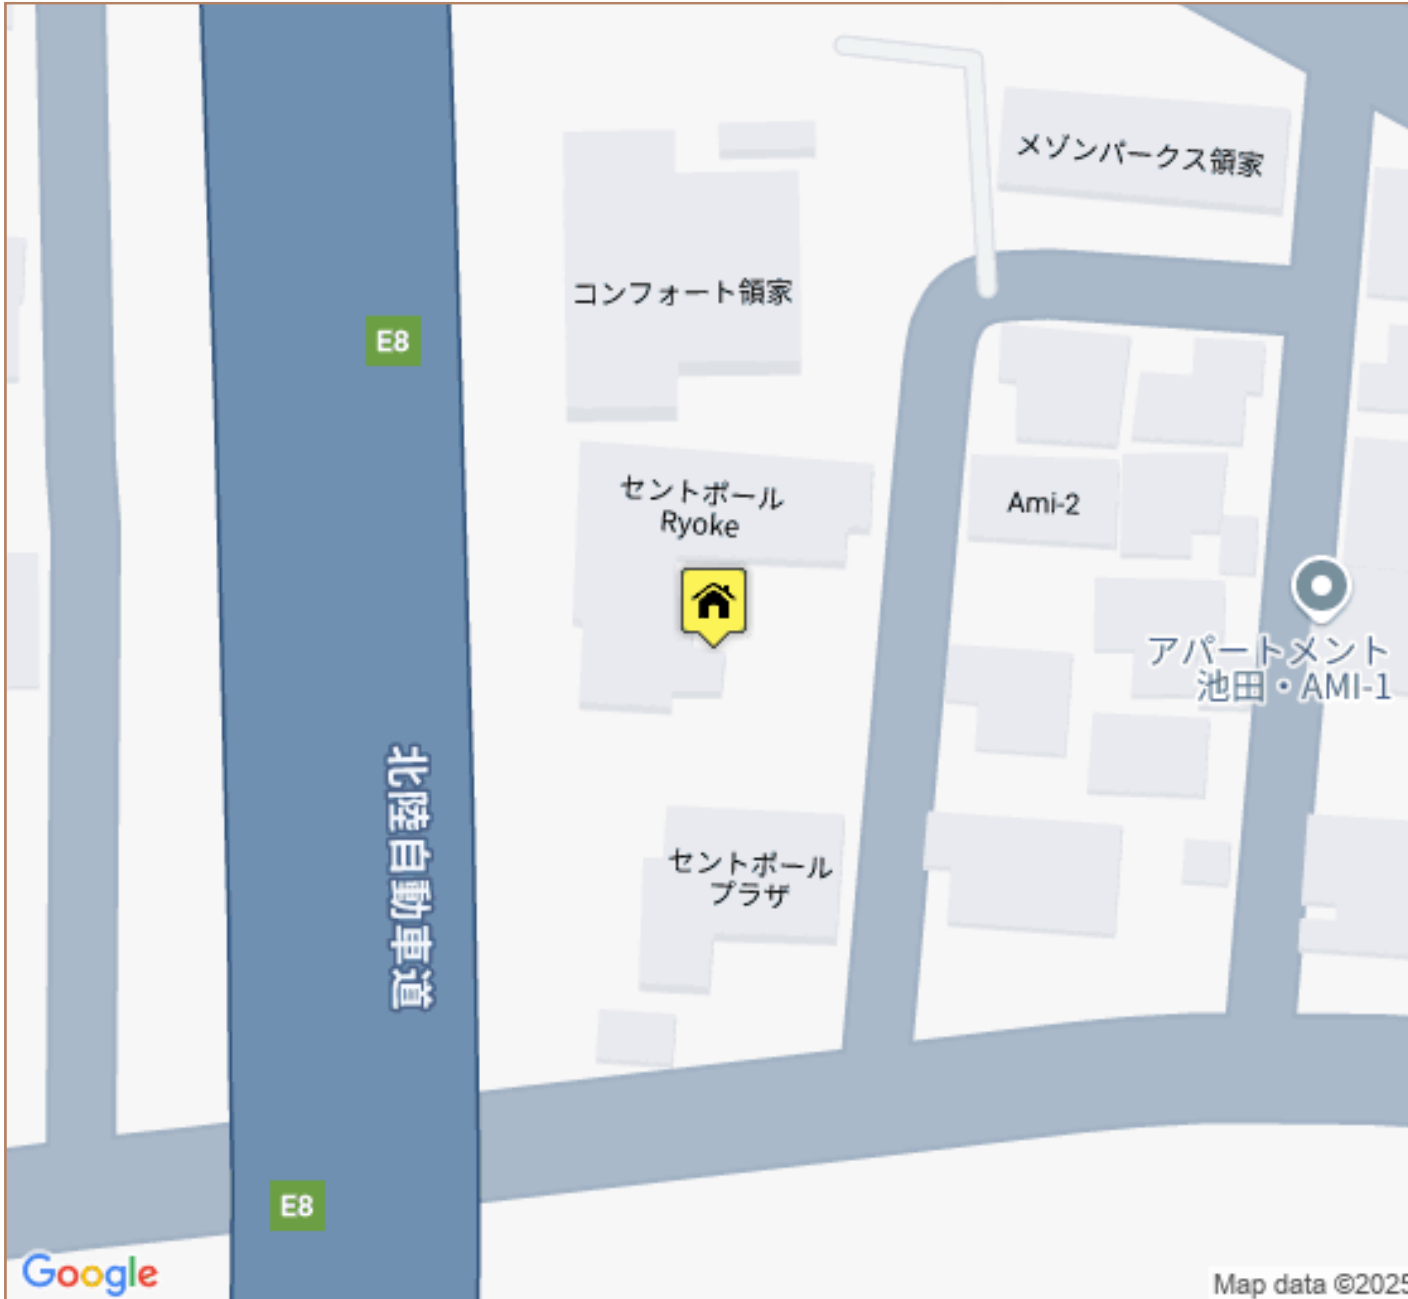 メゾンパークス領家
コンフォート領家
E8
セントポール
Ryoke
Ami-2
アパートメント
池田・AMI-1
北陸自動車道
セントポール
プラザ
E8
Google
Map data ©2025